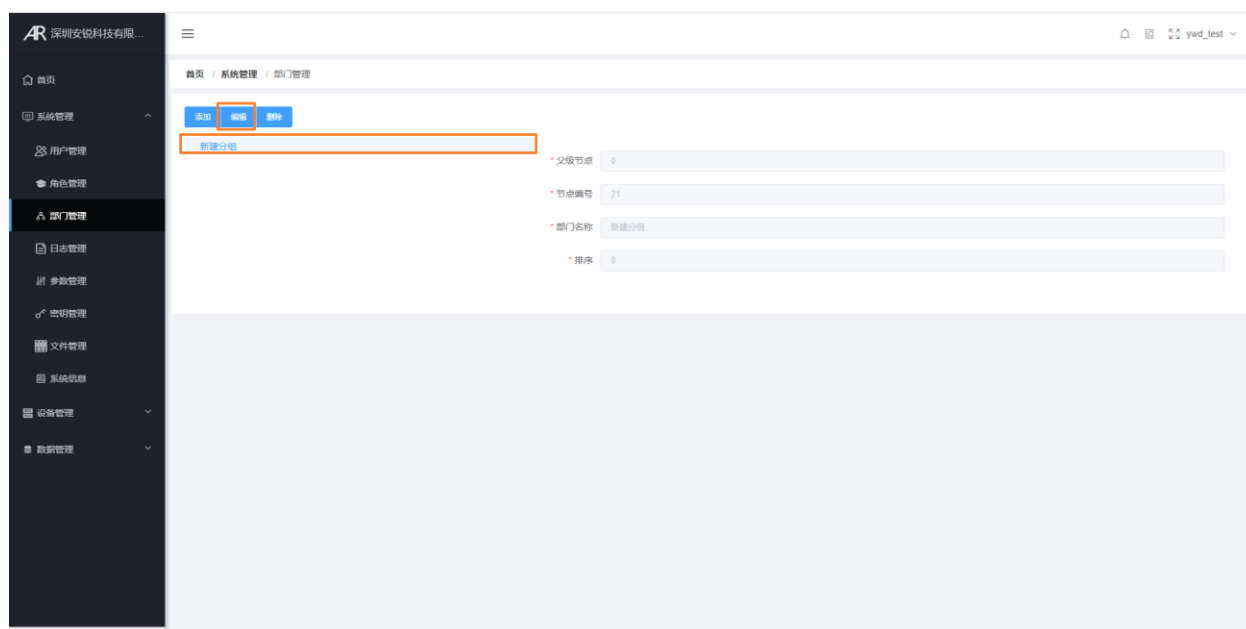 AR 深圳安锐科技有限...
ywd_test
首页
首页 / 系统管理 / 部门管理
系统管理
添加 编辑 删除
新建分组
用户管理
* 父级节点 0
角色管理
* 节点编号 21
部门管理
* 部门名称 新建分组
日志管理
* 排序 0
参数管理
密钥管理
文件管理
系统信息
设备管理
数据管理